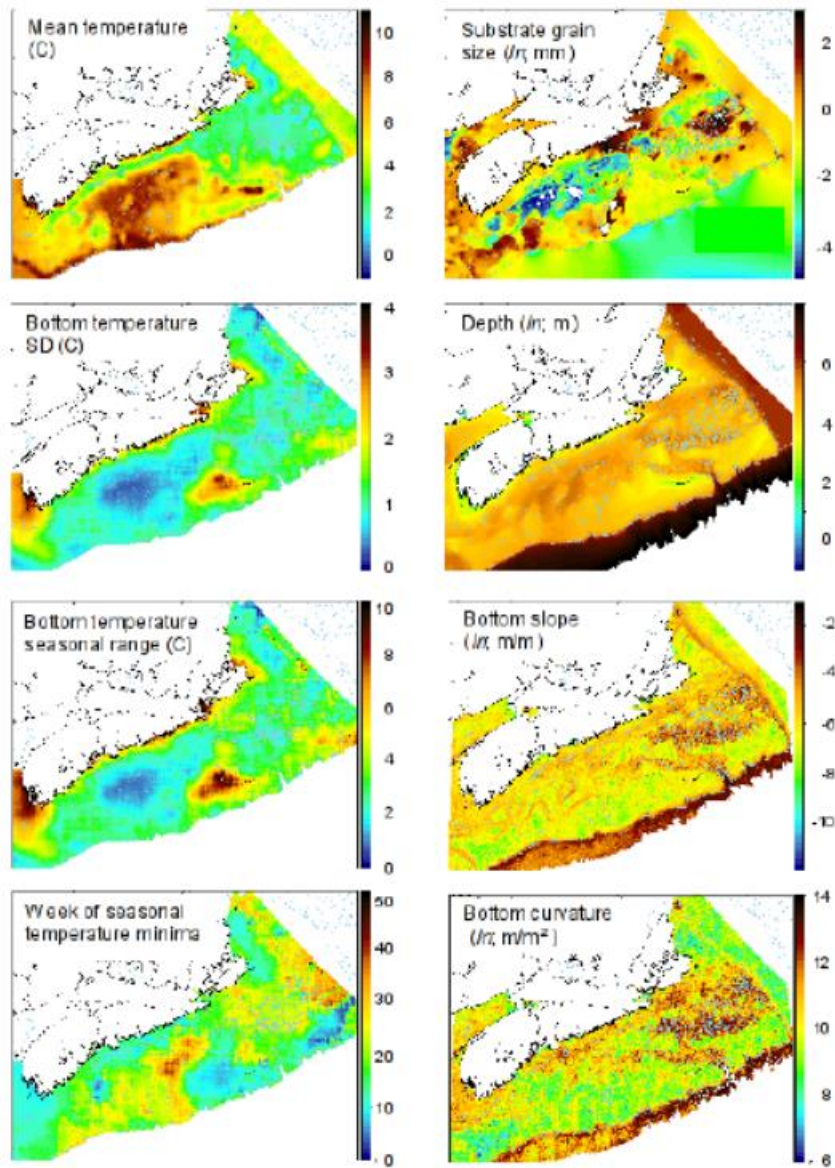 Mean temperature
(C)
10
8
6
4
2
0
Substrate grain
size (ln; mm)
2
0
-2
-4
Bottom temperature
SD (C)
4
3
2
1
0
Depth (ln; m)
6
4
2
0
Bottom temperature
seasonal range (C)
10
8
6
4
2
0
Bottom slope
(ln; m/m)
-2
-4
-6
-8
-10
Week of seasonal
temperature minima
50
40
30
20
10
0
Bottom curvature
(ln; m/m²)
14
12
10
8
6